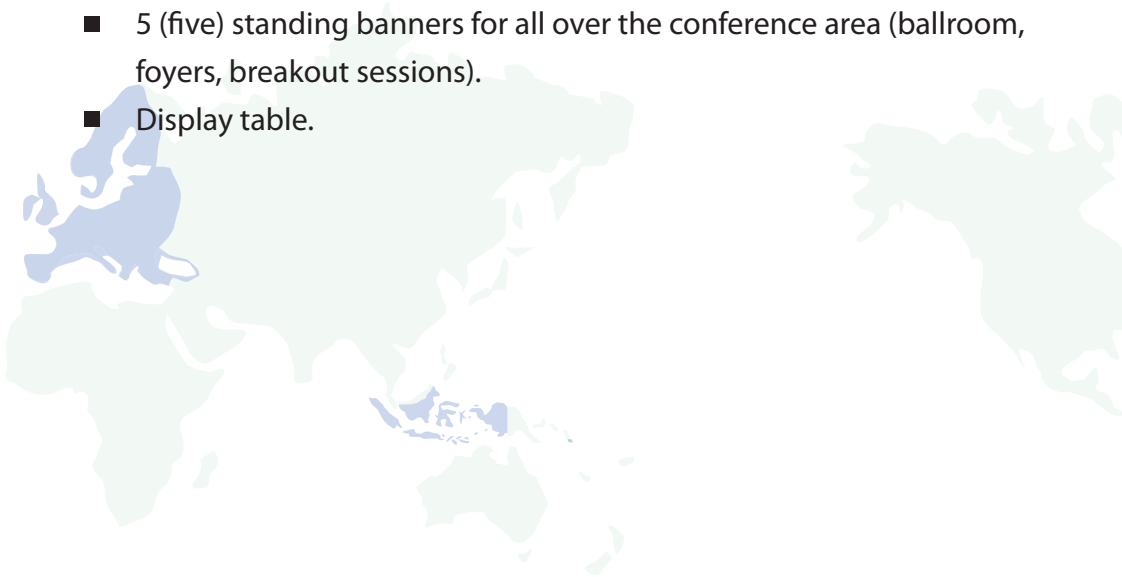 ■ 5 (five) standing banners for all over the conference area (ballroom,
foyers, breakout sessions).
■ Display table.